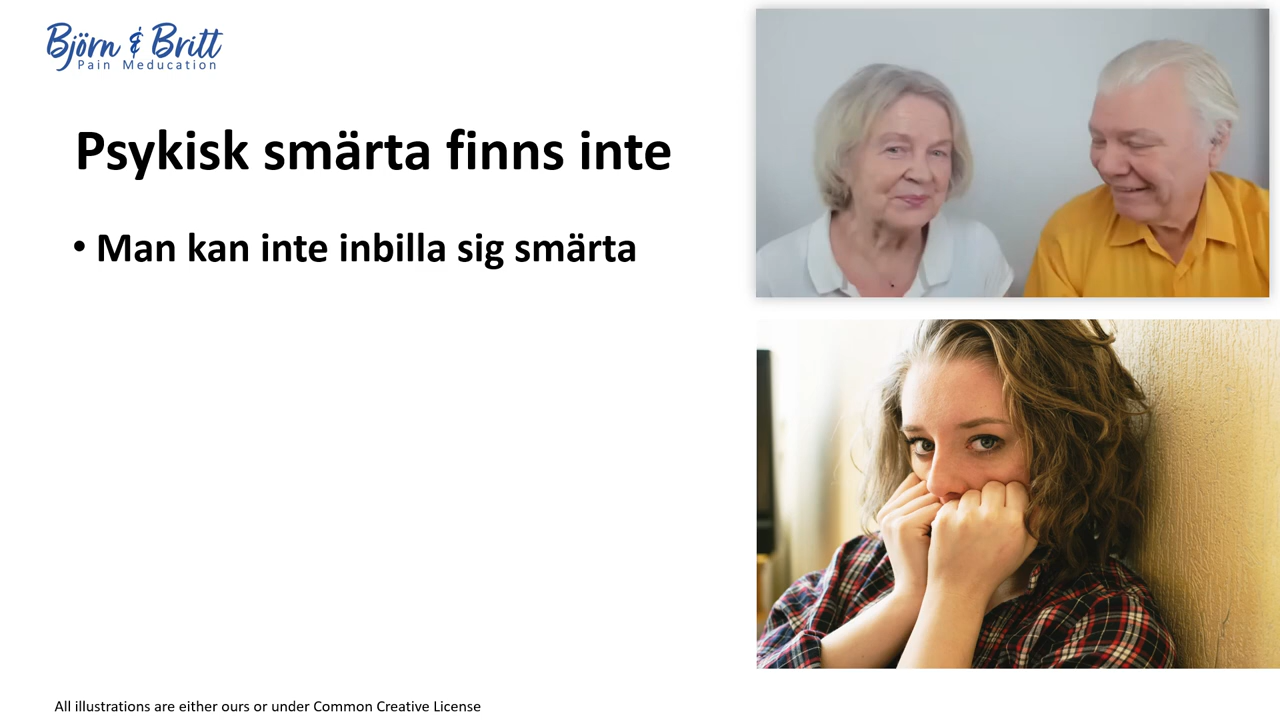 Björn & Britt
Pain Meducation
Psykisk smärta finns inte
• Man kan inte inbilla sig smärta
All illustrations are either ours or under Common Creative License